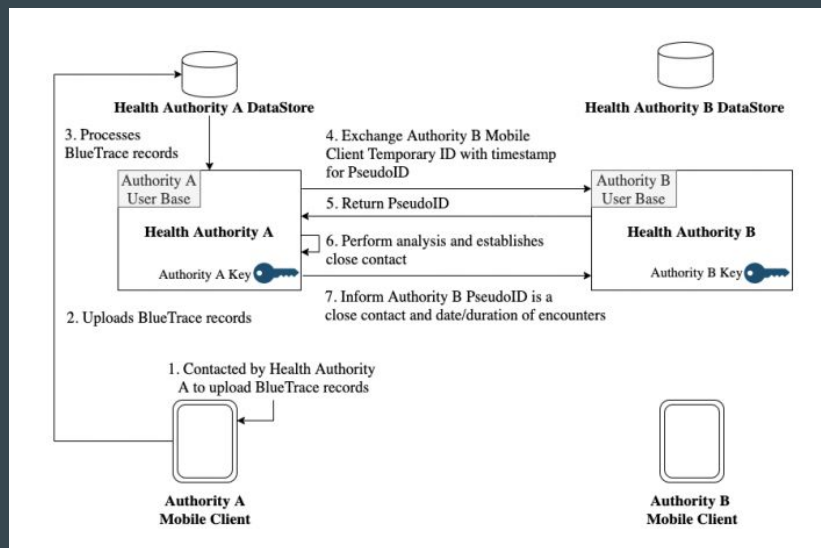 Health Authority A DataStore
Health Authority B DataStore
3. Processes
BlueTrace records
4. Exchange Authority B Mobile
Client Temporary ID with timestamp
for PseudoID
Authority A
User Base
Authority B
User Base
5. Return PseudoID
Health Authority A
Health Authority B
6. Perform analysis and establishes
close contact
Authority A Key
Authority B Key
7. Inform Authority B PseudoID is a
close contact and date/duration of encounters
2. Uploads BlueTrace records
1. Contacted by Health Authority
A to upload BlueTrace records
Authority A
Mobile Client
Authority B
Mobile Client